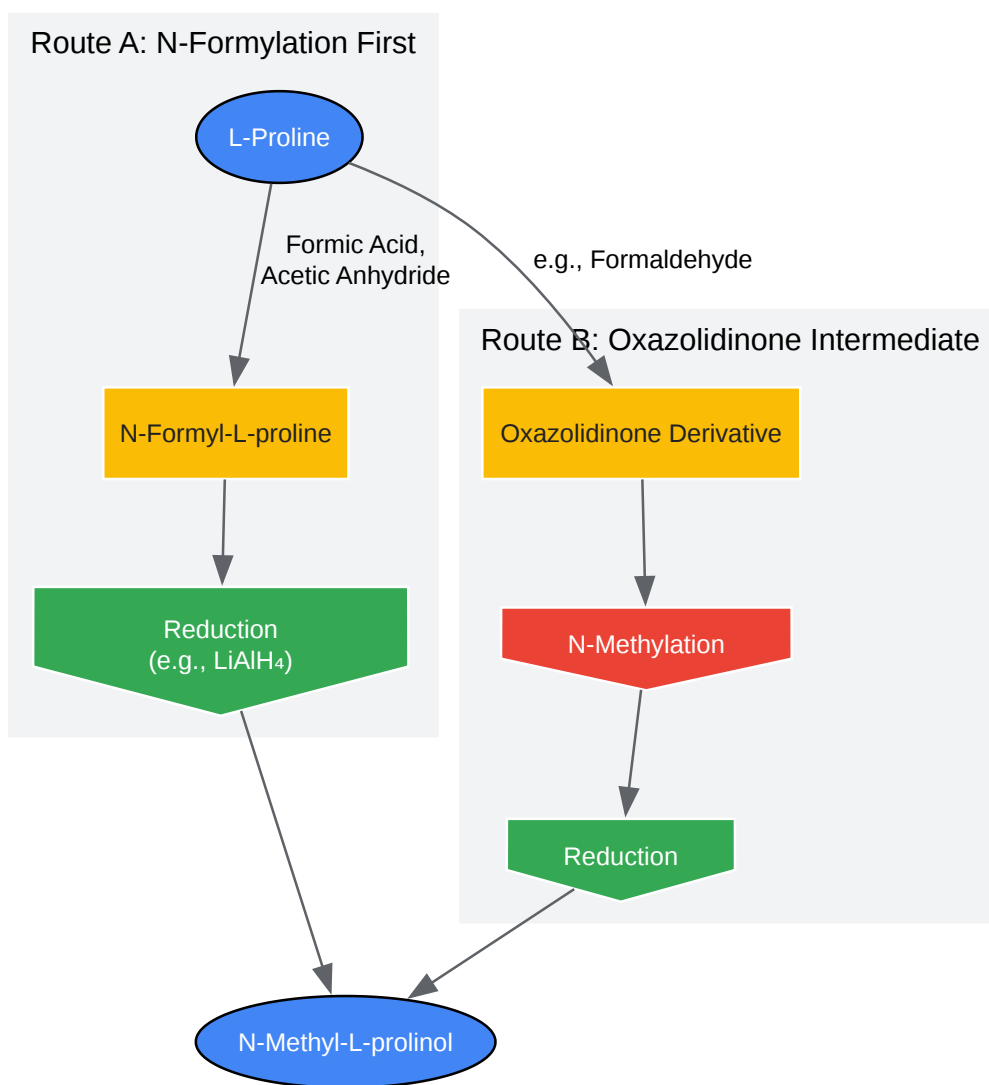 Route A: N-Formylation First
L-Proline
Formic Acid,
Acetic Anhydride
e.g., Formaldehyde
Route B: Oxazolidinone Intermediate
N-Formyl-L-proline
Oxazolidinone Derivative
Reduction
(e.g., LiAlH₄)
N-Methylation
Reduction
N-Methyl-L-prolinol